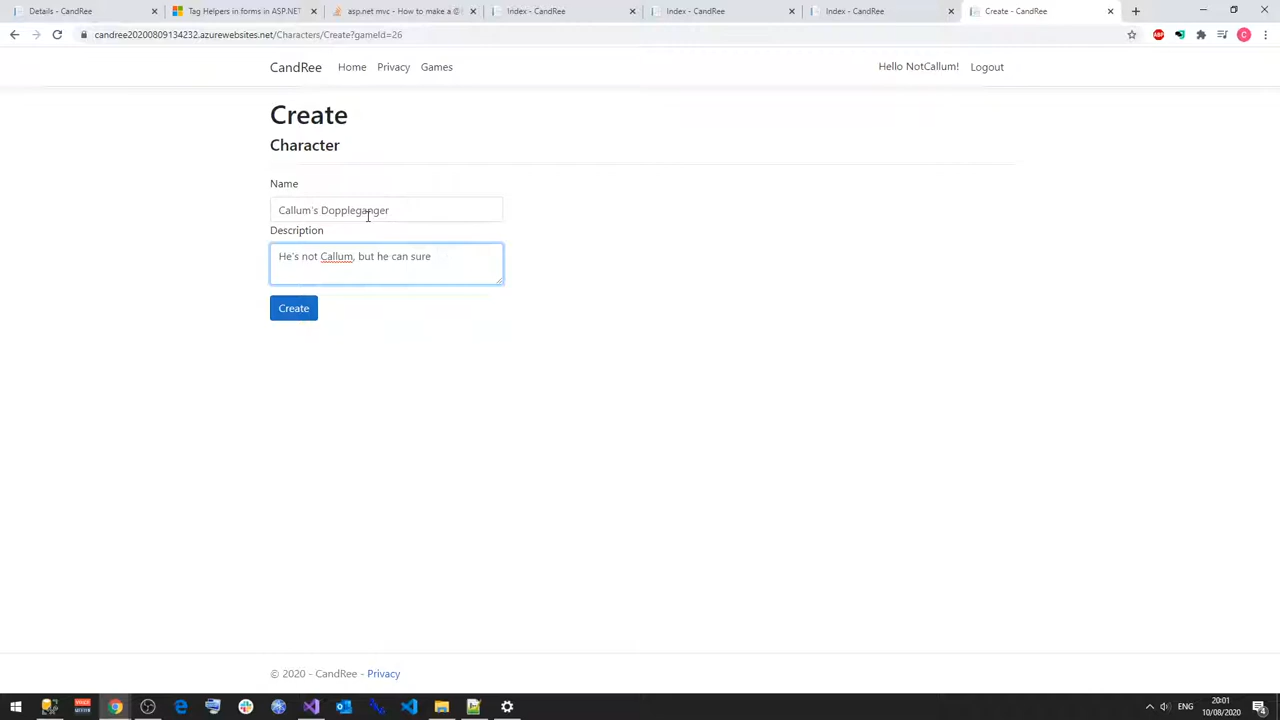 Details - CandRee
Tag Helpers in forms in ASP.NET
asp.net mvc - How to make a @
Index - CandRee
Index - CandRee
Index - CandRee
Create - CandRee
candree20200809134232.azurewebsites.net/Characters/Create?gameId=26
CandRee Home Privacy Games Hello NotCallum! Logout
Create
Character
Name
Callum's Doppleganger
Description
He's not Callum, but he can sure
Create
© 2020 - CandRee - Privacy
20:01
ENG
10/08/2020